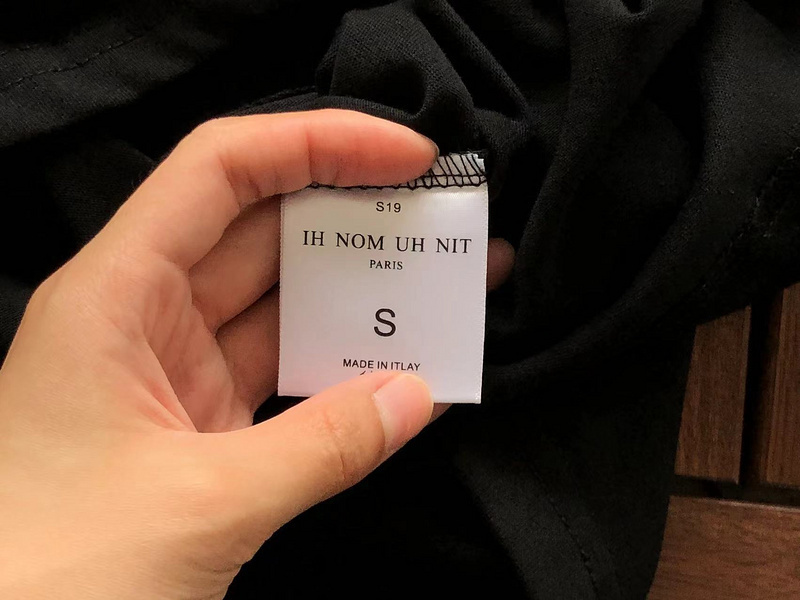 S19
IH NOM UH NIT
PARIS
S
MADE IN ITLAY